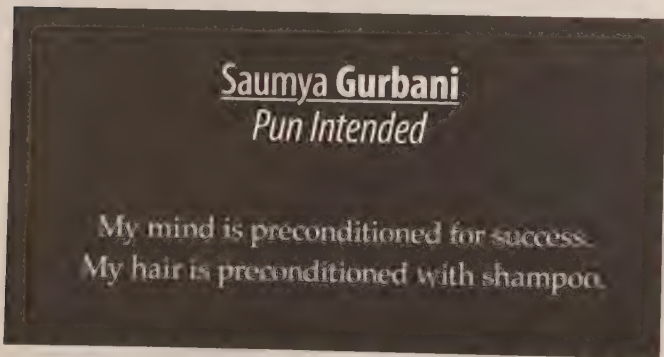 Saumya Gurbani
Pun Intended
My mind is preconditioned for success.
My hair is preconditioned with shampoo.